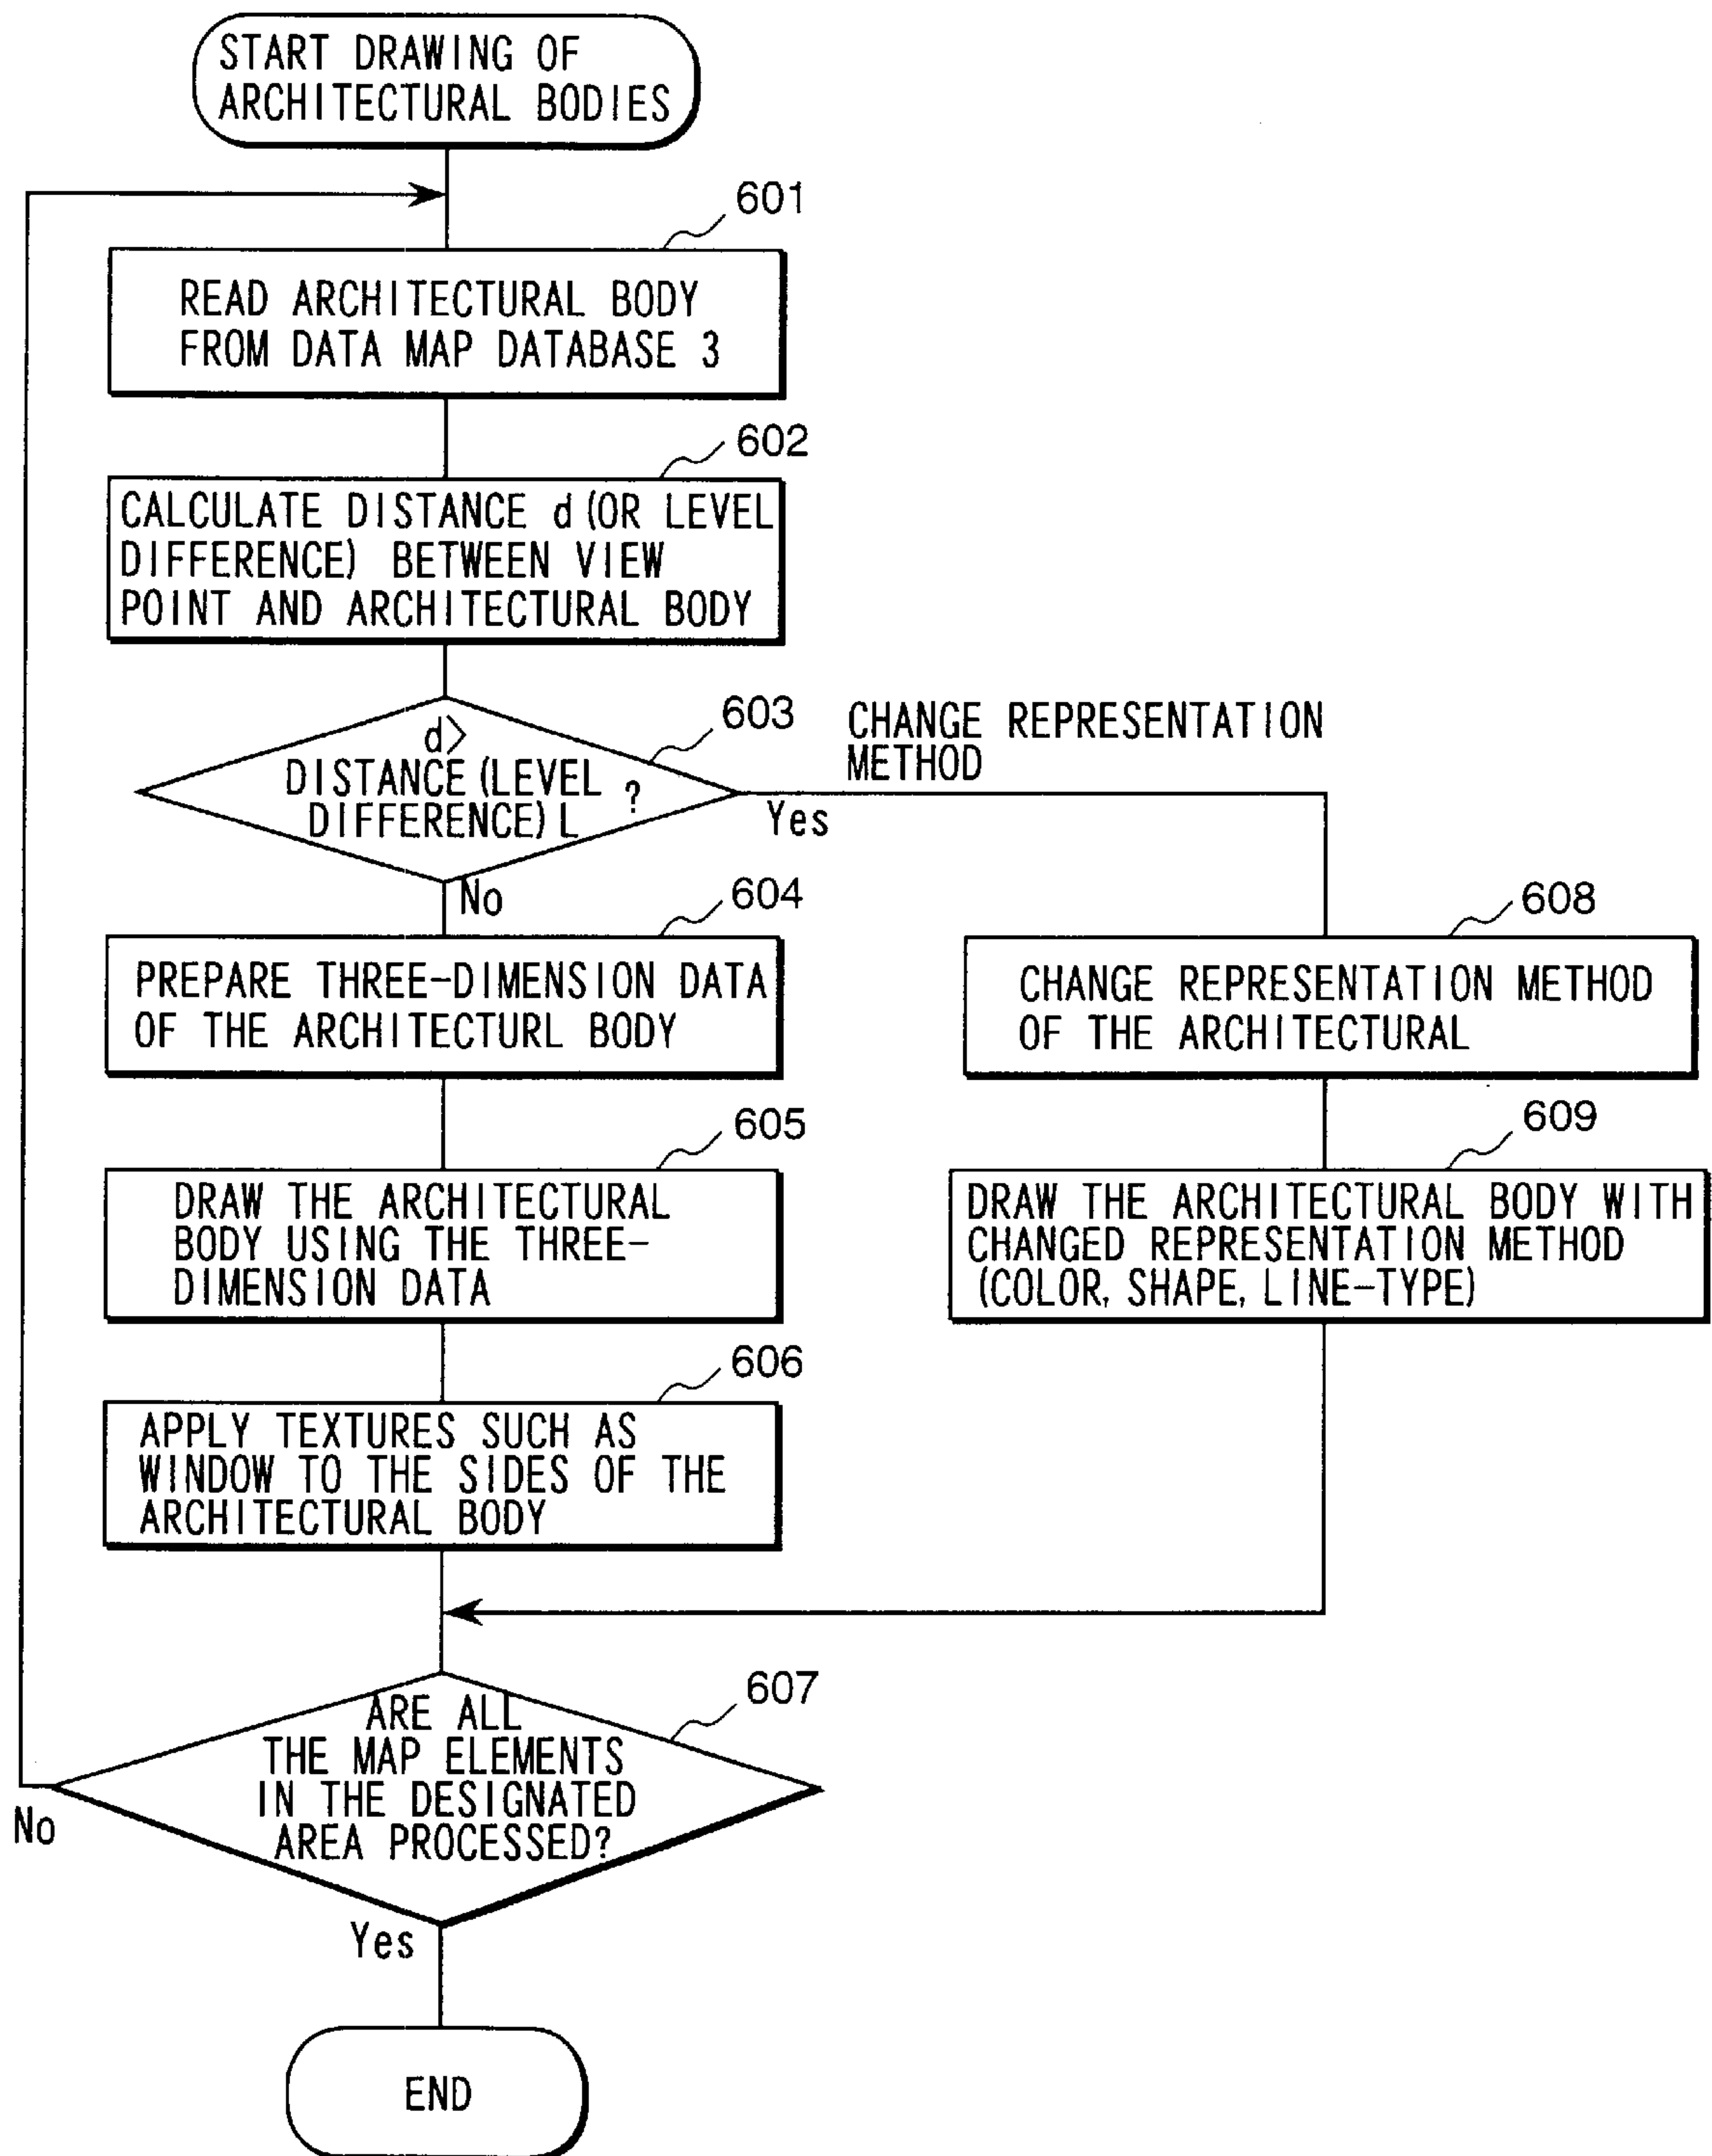 START DRAWING OF
ARCHITECTURAL BODIES
601
READ ARCHITECTURAL BODY
FROM DATA MAP DATABASE 3
602
CALCULATE DISTANCE d (OR LEVEL
DIFFERENCE) BETWEEN VIEW
POINT AND ARCHITECTURAL BODY
603
d>
DISTANCE (LEVEL
DIFFERENCE) L ?
CHANGE REPRESENTATION
METHOD
Yes
No
604
PREPARE THREE-DIMENSION DATA
OF THE ARCHITECTURL BODY
608
CHANGE REPRESENTATION METHOD
OF THE ARCHITECTURAL
605
DRAW THE ARCHITECTURAL
BODY USING THE THREE-
DIMENSION DATA
609
DRAW THE ARCHITECTURAL BODY WITH
CHANGED REPRESENTATION METHOD
(COLOR, SHAPE, LINE-TYPE)
606
APPLY TEXTURES SUCH AS
WINDOW TO THE SIDES OF THE
ARCHITECTURAL BODY
607
ARE ALL
THE MAP ELEMENTS
IN THE DESIGNATED
AREA PROCESSED?
No
Yes
END